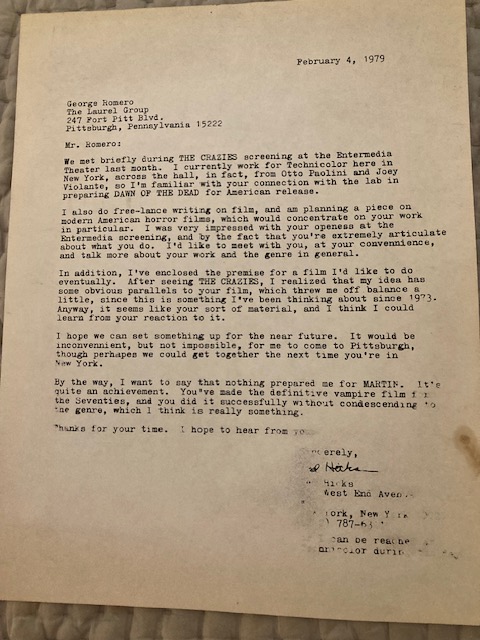 February 4, 1979
George Romero
The Laurel Group
247 Fort Pitt Blvd.
Pittsburgh, Pennsylvania 15222
Mr. Romero:
We met briefly during THE CRAZIES screening at the Entermedia
Theater last month. I currently work for Technicolor here in
New York, across the hall, in fact, from Otto Paolini and Joey
Violante, so I'm familiar with your connection with the lab in
preparing DAWN OF THE DEAD for American release.
I also do free-lance writing on film, and am planning a piece on
modern American horror films, which would concentrate on your work
in particular. I was very impressed with your openess at the
Entermedia screening, and by the fact that you're extremely articulate
about what you do. I'd like to meet with you, at your convennience,
and talk more about your work and the genre in general.
In addition, I've enclosed the premise for a film I'd like to do
eventually. After seeing THE CRAZIES, I realized that my idea has
some obvious parallels to your film, which threw me off balance a
little, since this is something I've been thinking about since 1973.
Anyway, it seems like your sort of material, and I think I could
learn from your reaction to it.
I hope we can set something up for the near future. It would be
inconvennient, but not impossible, for me to come to Pittsburgh,
though perhaps we could get together the next time you're in
New York.
By the way, I want to say that nothing prepared me for MARTIN. It's
quite an achievement. You've made the definitive vampire film
the Seventies, and you did it successfully without condescending to
the genre, which I think is really something.
Thanks for your time. I hope to hear from
Hicks
Hicks
West End
York, New
787-
can be